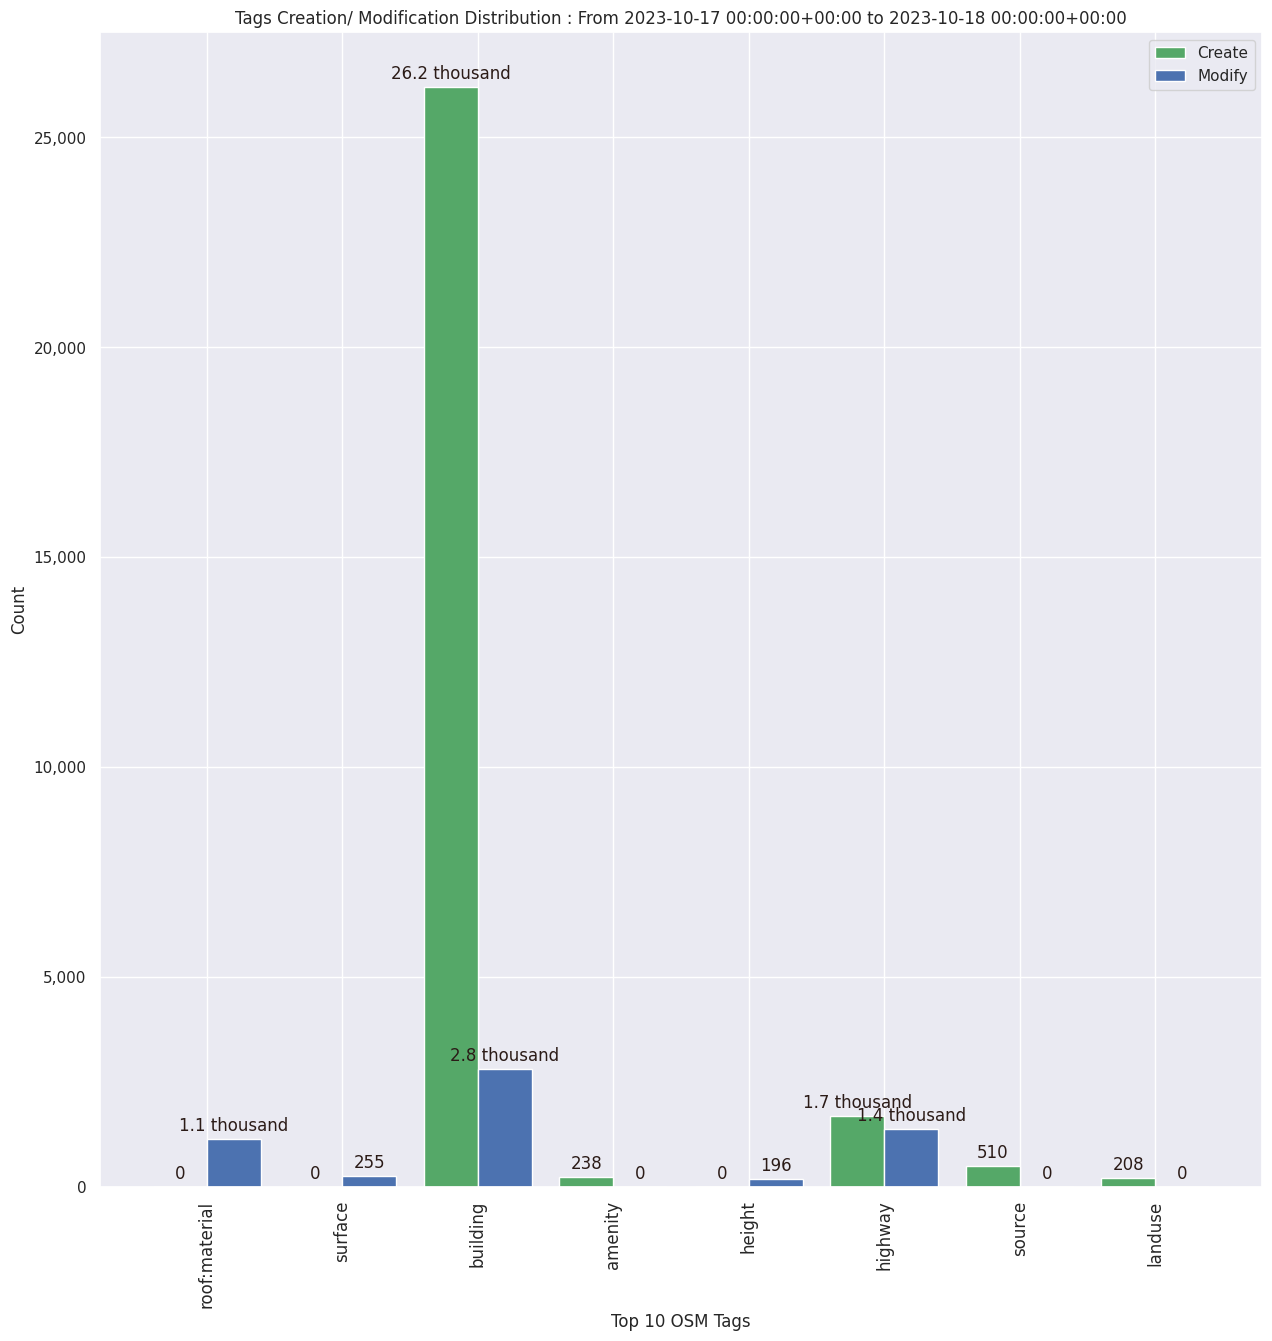 Tags Creation/ Modification Distribution : From 2023-10-17 00:00:00+00:00 to 2023-10-18 00:00:00+00:00
Create
Modify
26.2 thousand
25,000
20,000
15,000
10,000
5,000
0
Count
0
1.1 thousand
0
255
2.8 thousand
238
0
0
196
1.7 thousand
1.4 thousand
510
0
208
0
roof:material
surface
building
amenity
height
highway
source
landuse
Top 10 OSM Tags